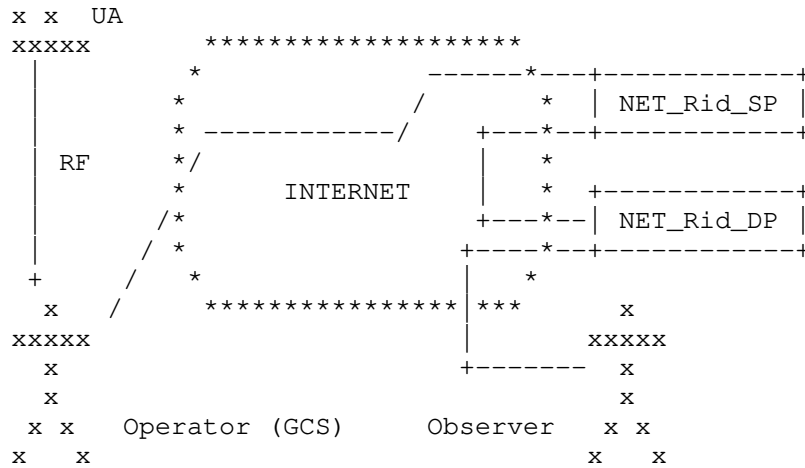 UA
NET_Rid_SP
RF
INTERNET
NET_Rid_DP
Operator (GCS) Observer